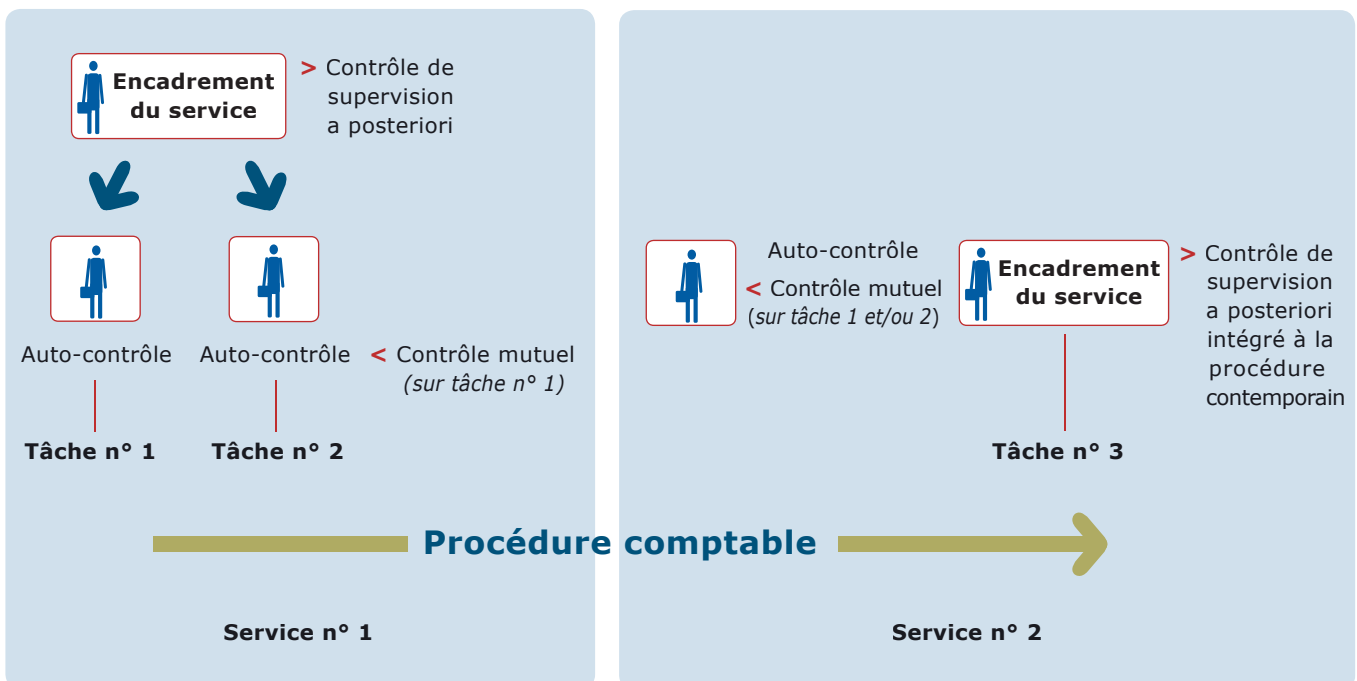 Encadrement
du service
> Contrôle de
supervision
a posteriori
Auto-contrôle
Auto-contrôle
< Contrôle mutuel
(sur tâche n° 1)
Tâche n° 1
Tâche n° 2
Auto-contrôle
< Contrôle mutuel
(sur tâche 1 et/ou 2)
Encadrement
du service
> Contrôle de
supervision
a posteriori
intégré à la
procédure
contemporain
Tâche n° 3
Procédure comptable
Service n° 1
Service n° 2